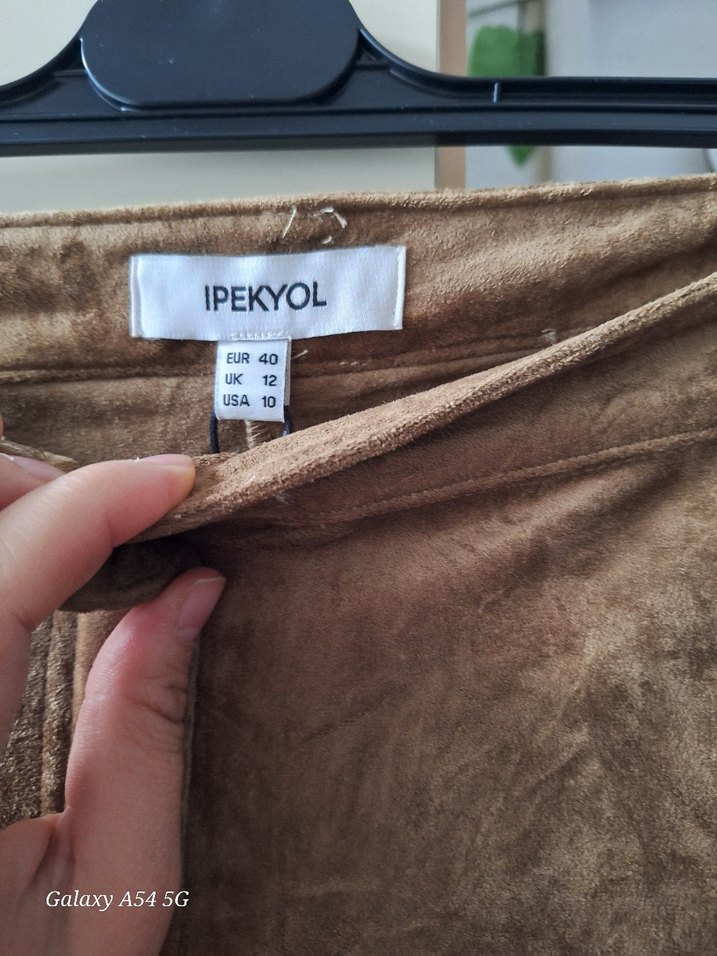 IPEKYOL
EUR 40
UK 12
USA 10
Galaxy A54 5G